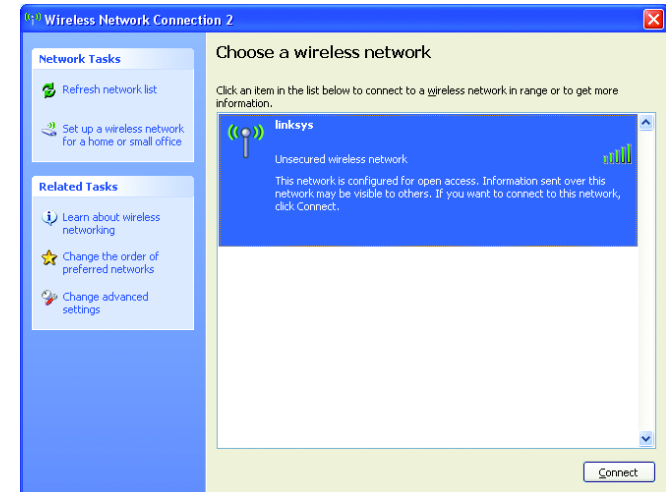 Wireless Network Connection 2
Network Tasks
Refresh network list
Set up a wireless network
for a home or small office
Related Tasks
Learn about wireless
networking
Change the order of
preferred networks
Change advanced
settings
Choose a wireless network
Click an item in the list below to connect to a wireless network in range or to get more
information.
linksys
Unsecured wireless network
This network is configured for open access. Information sent over this
network may be visible to others. If you want to connect to this network,
click Connect.
Connect